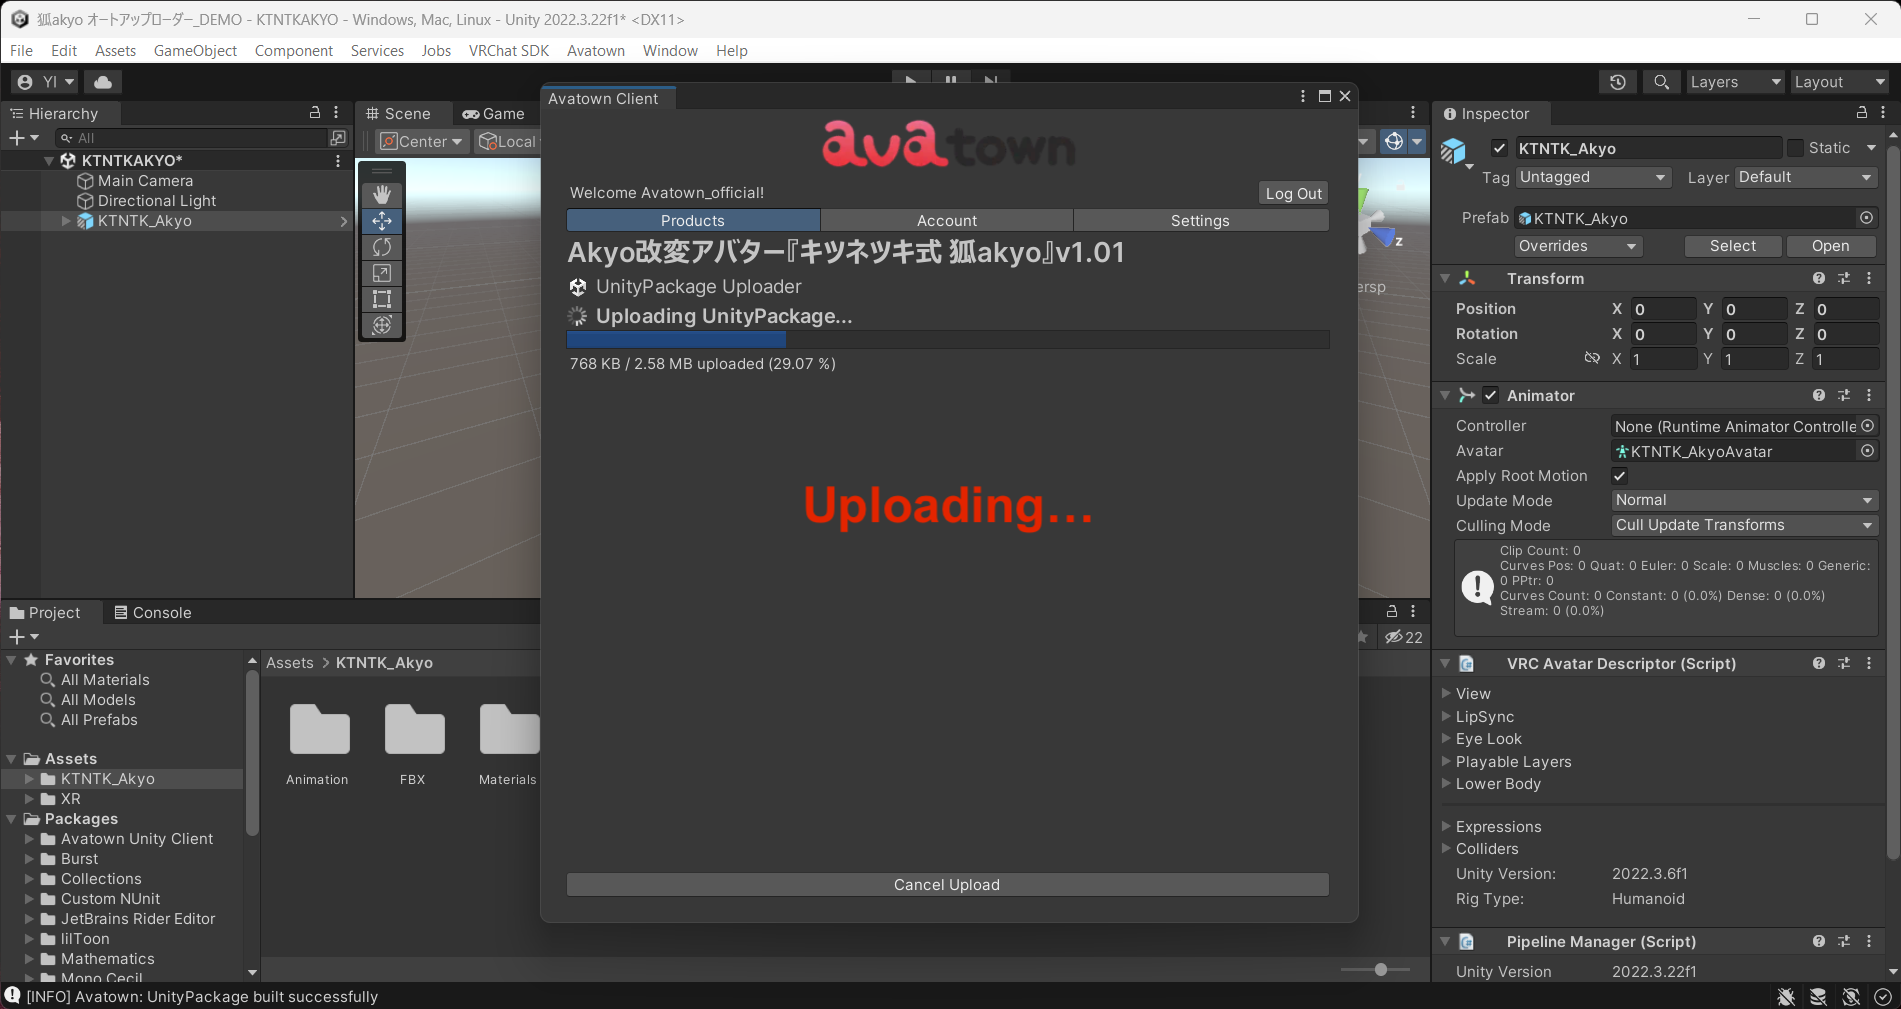 狐akyo オートアップローダー_DEMO - KTNTKAKYO - Windows, Mac, Linux - Unity 2022.3.22f1* <DX11>
File Edit Assets GameObject Component Services Jobs VRChat SDK Avatown Window Help
YI
Layers
Layout
Hierarchy
All
KTNTKAKYO*
Main Camera
Directional Light
KTNTK_Akyo
Scene
Game
Center
Local
ersp
z
Avatown Client
avatown
Welcome Avatown_official!
Log Out
Products
Account
Settings
Akyo改変アバター『キツネツキ式 狐akyo』v1.01
UnityPackage Uploader
Uploading UnityPackage...
768 KB / 2.58 MB uploaded (29.07 %)
Uploading...
Cancel Upload
Inspector
KTNTK_Akyo
Static
Tag Untagged
Layer Default
Prefab KTNTK_Akyo
Overrides
Select
Open
Transform
Position X 0 Y 0 Z 0
Rotation X 0 Y 0 Z 0
Scale X 1 Y 1 Z 1
Animator
Controller None (Runtime Animator Controlle
Avatar KTNTK_AkyoAvatar
Apply Root Motion
Update Mode Normal
Culling Mode Cull Update Transforms
Clip Count: 0
Curves Pos: 0 Quat: 0 Euler: 0 Scale: 0 Muscles: 0 Generic:
0 PPtr: 0
Curves Count: 0 Constant: 0 (0.0%) Dense: 0 (0.0%)
Stream: 0 (0.0%)
VRC Avatar Descriptor (Script)
View
LipSync
Eye Look
Playable Layers
Lower Body
Expressions
Colliders
Unity Version: 2022.3.6f1
Rig Type: Humanoid
Pipeline Manager (Script)
Unity Version 2022.3.22f1
Project
Console
22
Favorites
All Materials
All Models
All Prefabs
Assets
KTNTK_Akyo
XR
Packages
Avatown Unity Client
Burst
Collections
Custom NUnit
JetBrains Rider Editor
lilToon
Mathematics
Mono Cecil
Assets > KTNTK_Akyo
Animation
FBX
Materials
[INFO] Avatown: UnityPackage built successfully